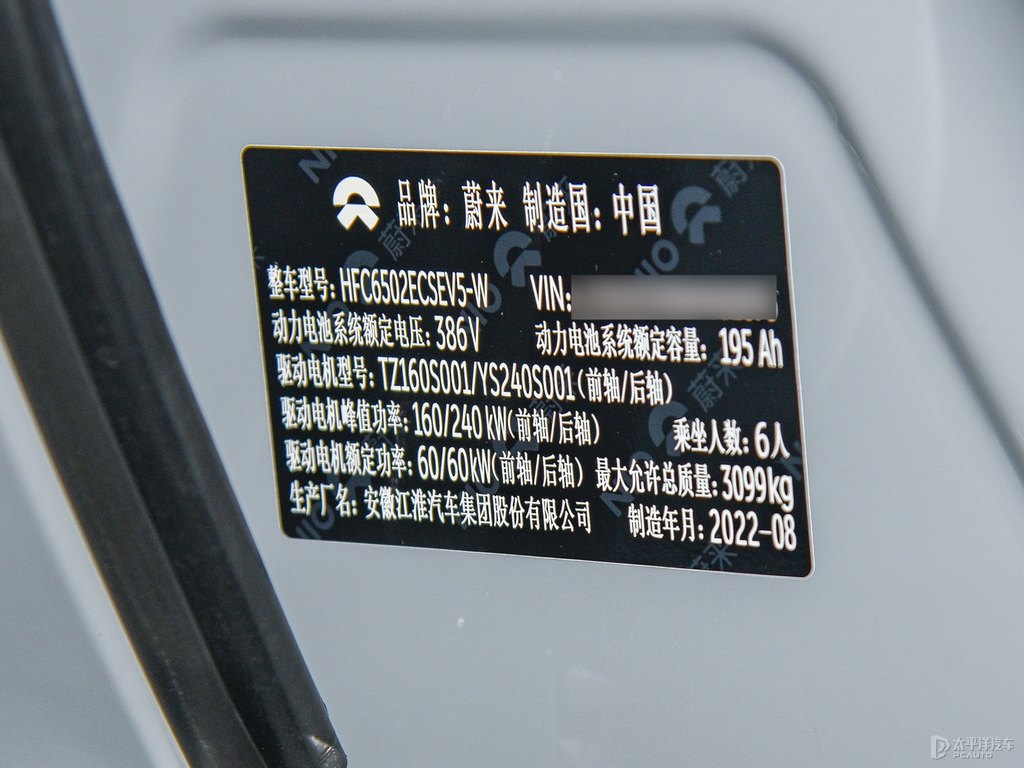 品牌：蔚来 制造国：中国
整车型号：HFC6502ECSEV5-W VIN：
动力电池系统额定电压：386V 动力电池系统额定容量：195Ah
驱动电机型号：TZ160S001/YS240S001(前轴/后轴)
驱动电机峰值功率：160/240kW(前轴/后轴) 乘坐人数：6人
驱动电机额定功率：60/60kW(前轴/后轴) 最大允许总质量：3099kg
生产厂名：安徽江淮汽车集团股份有限公司 制造年月：2022-08
太平洋汽车
PCAUTO